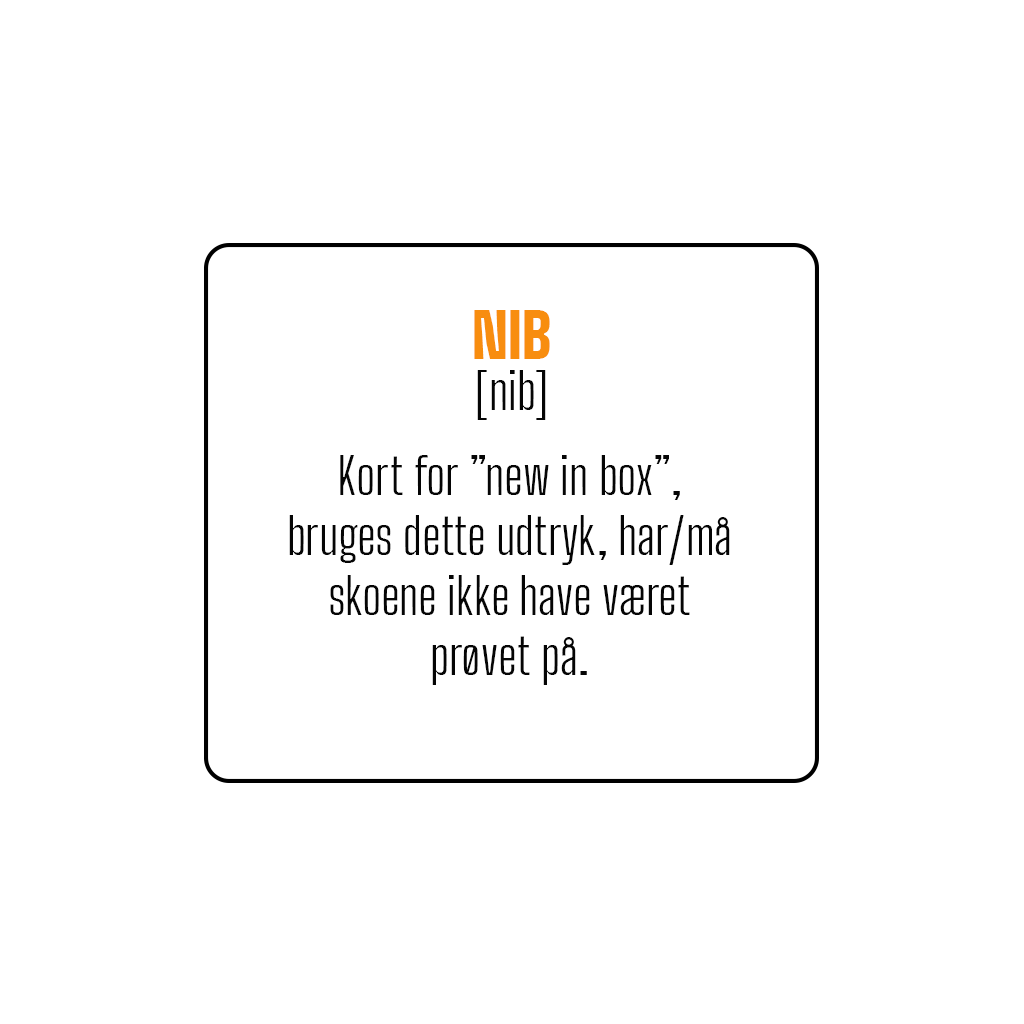 NIB
[nib]
Kort for ”new in box”,
bruges dette udtryk, har/må
skoene ikke have været
prøvet på.